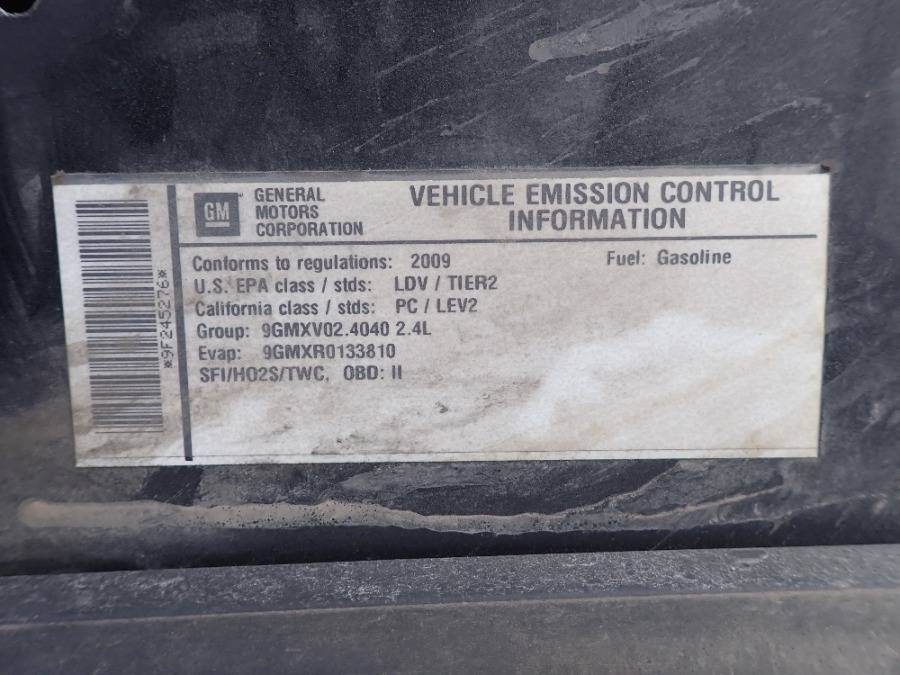 GM
GENERAL
MOTORS
CORPORATION
VEHICLE EMISSION CONTROL
INFORMATION
Conforms to regulations: 2009
Fuel: Gasoline
U.S. EPA class / stds: LDV / TIER2
California class / stds: PC / LEV2
Group: 9GMXV02.4040 2.4L
Evap: 9GMXR0133810
SFI/HO2S/TWC, OBD: II
*9F245276*